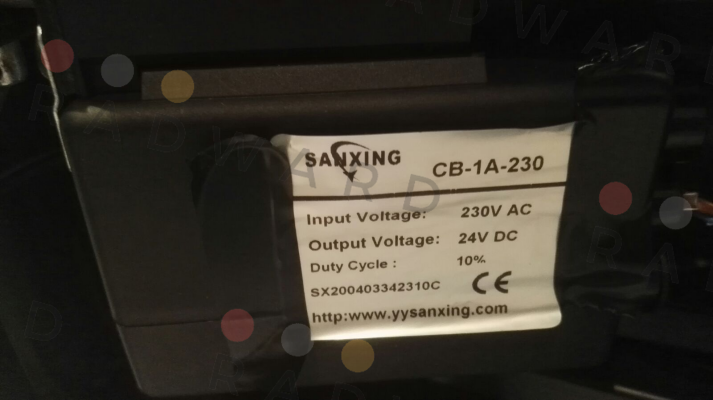 SANXING CB-1A-230
Input Voltage: 230V AC
Output Voltage: 24V DC
Duty Cycle : 10%
SX200403342310C CE
http:www.yysanxing.com
RADWARD